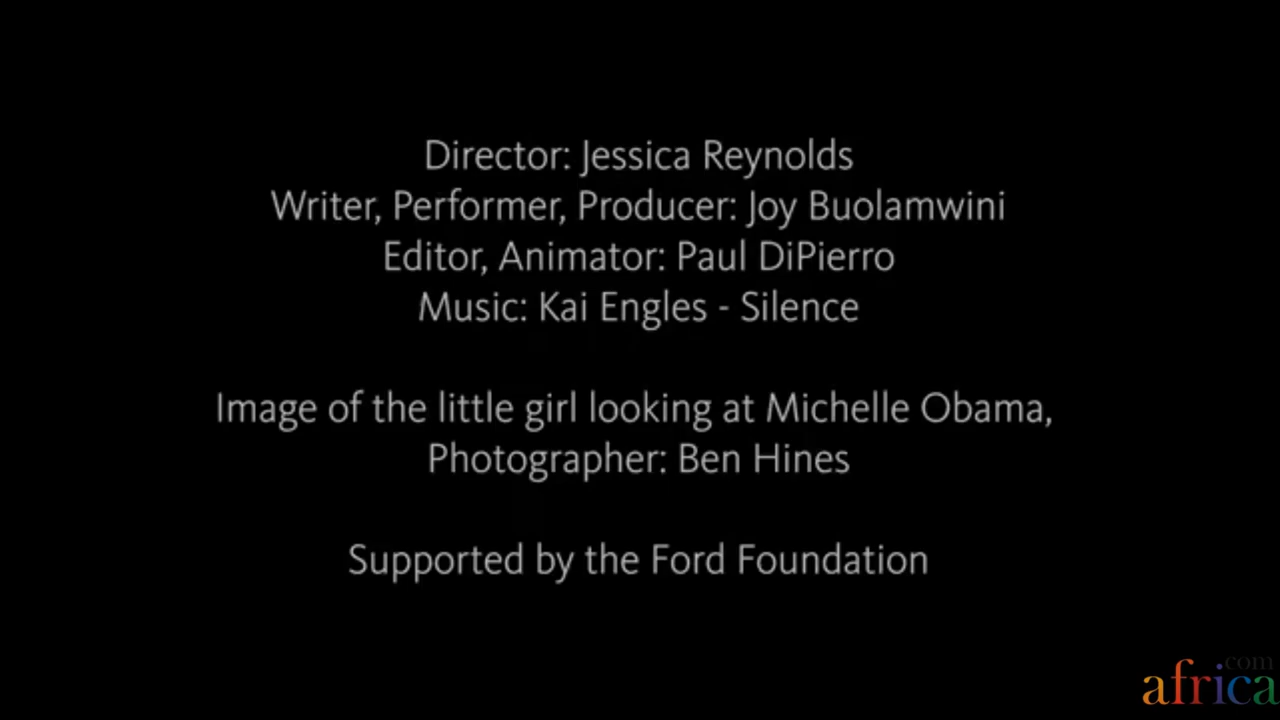 Director: Jessica Reynolds
Writer, Performer, Producer: Joy Buolamwini
Editor, Animator: Paul DiPierro
Music: Kai Engles - Silence
Image of the little girl looking at Michelle Obama,
Photographer: Ben Hines
Supported by the Ford Foundation
com
africa